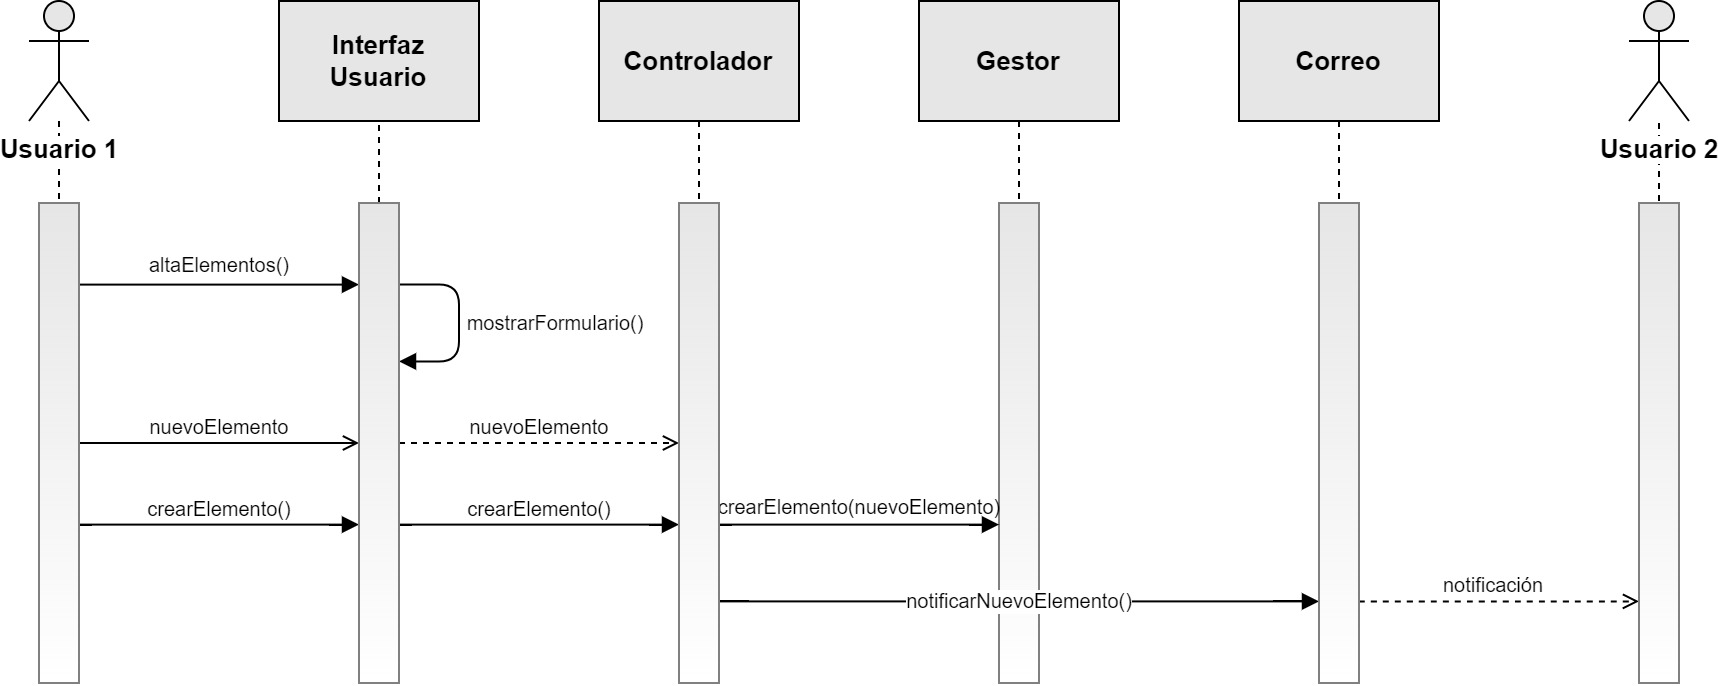 Interfaz
Usuario
Controlador
Gestor
Correo
Usuario 1
Usuario 2
altaElementos()
mostrarFormulario()
nuevoElemento
nuevoElemento
crearElemento()
crearElemento()
crearElemento(nuevoElemento)
notificarNuevoElemento()
notificación